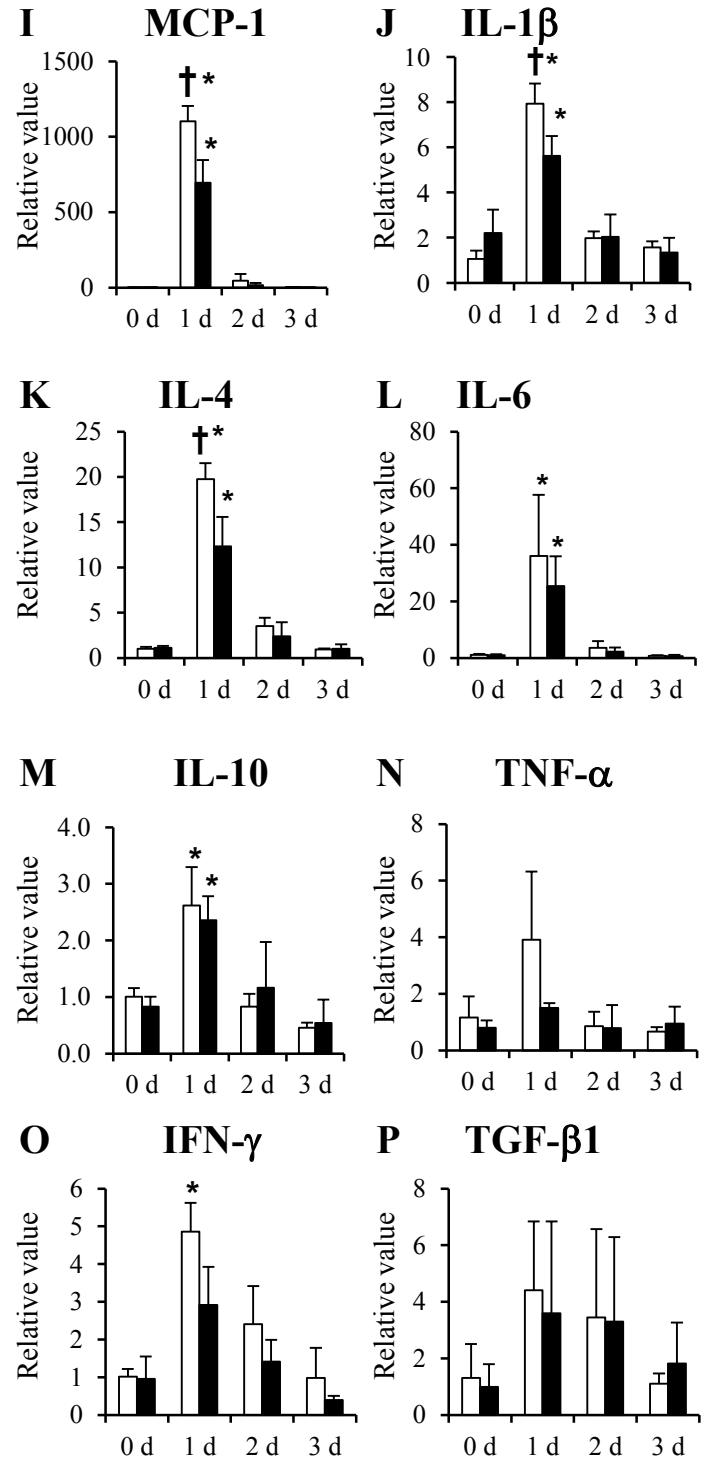 I MCP-1
Relative value
1500
1000
500
0
† *
*
0 d 1 d 2 d 3 d
J IL-1β
Relative value
10
8
6
4
2
0
† *
*
0 d 1 d 2 d 3 d
K IL-4
Relative value
25
20
15
10
5
0
† *
*
0 d 1 d 2 d 3 d
L IL-6
Relative value
80
60
40
20
0
*
*
0 d 1 d 2 d 3 d
M IL-10
Relative value
4.0
3.0
2.0
1.0
0.0
*
*
0 d 1 d 2 d 3 d
N TNF-α
Relative value
8
6
4
2
0
0 d 1 d 2 d 3 d
O IFN-γ
Relative value
6
5
4
3
2
1
0
*
0 d 1 d 2 d 3 d
P TGF-β1
Relative value
8
6
4
2
0
0 d 1 d 2 d 3 d